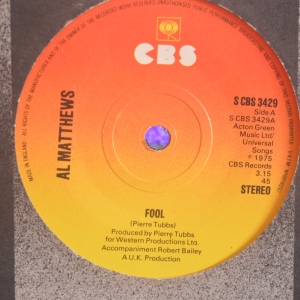 CBS
AL MATTHEWS
S CBS 3429
Side A
S CBS 3429A
Acton Green
Music Ltd/
Universal
Songs
℗ 1975
CBS Records
3.15
45
STEREO
MADE IN ENGLAND
FOOL
(Pierre Tubbs)
Produced by Pierre Tubbs
for Western Productions Ltd.
Accompaniment Robert Bailey
A U.K. Production